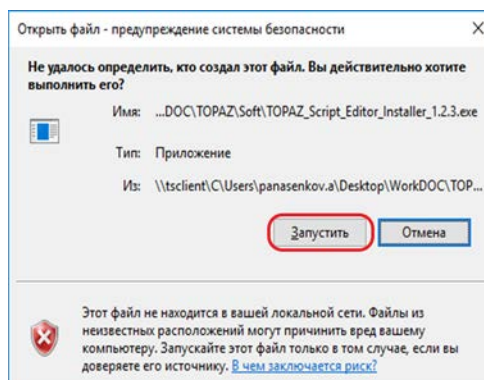 Открыть файл - предупреждение системы безопасности
Не удалось определить, кто создал этот файл. Вы действительно хотите
выполнить его?
Имя: ...DOC\TOPAZ\Soft\TOPAZ_Script_Editor_Installer_1.2.3.exe
Тип: Приложение
Из: \\tsclient\C\Users\panasenkov.a\Desktop\WorkDOC\TOP...
Запустить Отмена
Этот файл не находится в вашей локальной сети. Файлы из
неизвестных расположений могут причинить вред вашему
компьютеру. Запускайте этот файл только в том случае, если вы
доверяете его источнику. В чем заключается риск?